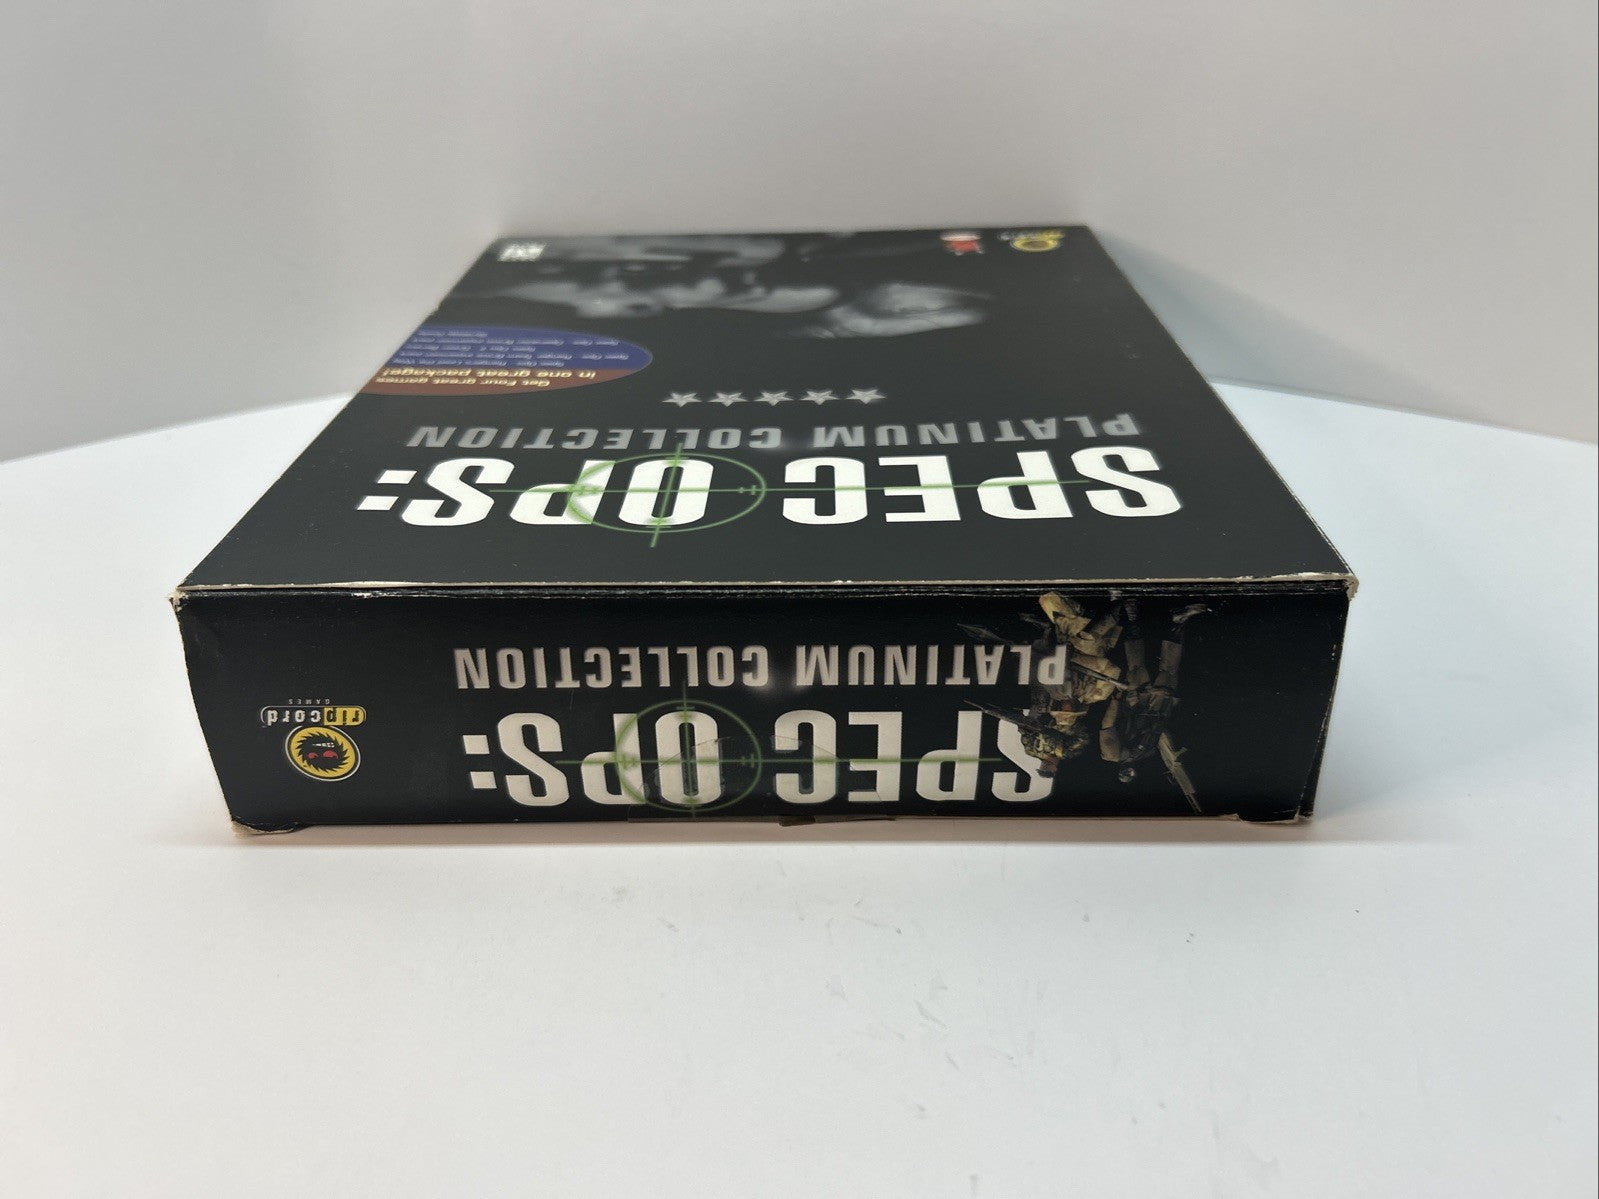 SPEC OPS:
PLATINUM COLLECTION
Get Four great games
in one great package!
ripcord
GAMES
SPEC OPS:
PLATINUM COLLECTION